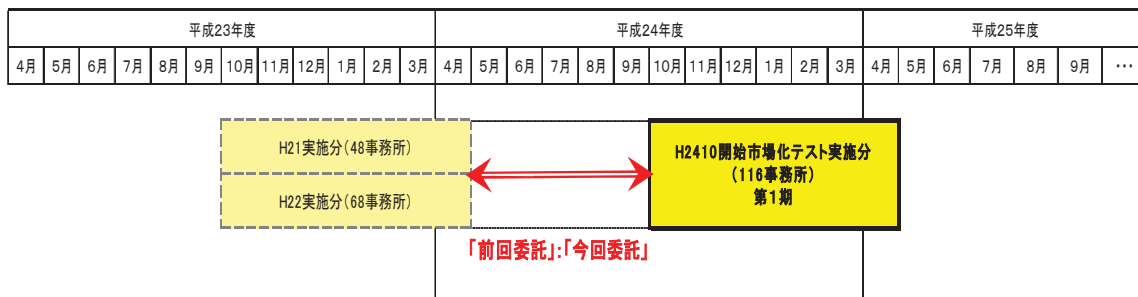 平成23年度 平成24年度 平成25年度
4月 5月 6月 7月 8月 9月 10月 11月 12月 1月 2月 3月 4月 5月 6月 7月 8月 9月 10月 11月 12月 1月 2月 3月 4月 5月 6月 7月 8月 9月 …
H21実施分(48事務所)
H22実施分(68事務所)
H2410開始市場化テスト実施分
(116事務所)
第1期
「前回委託」:「今回委託」